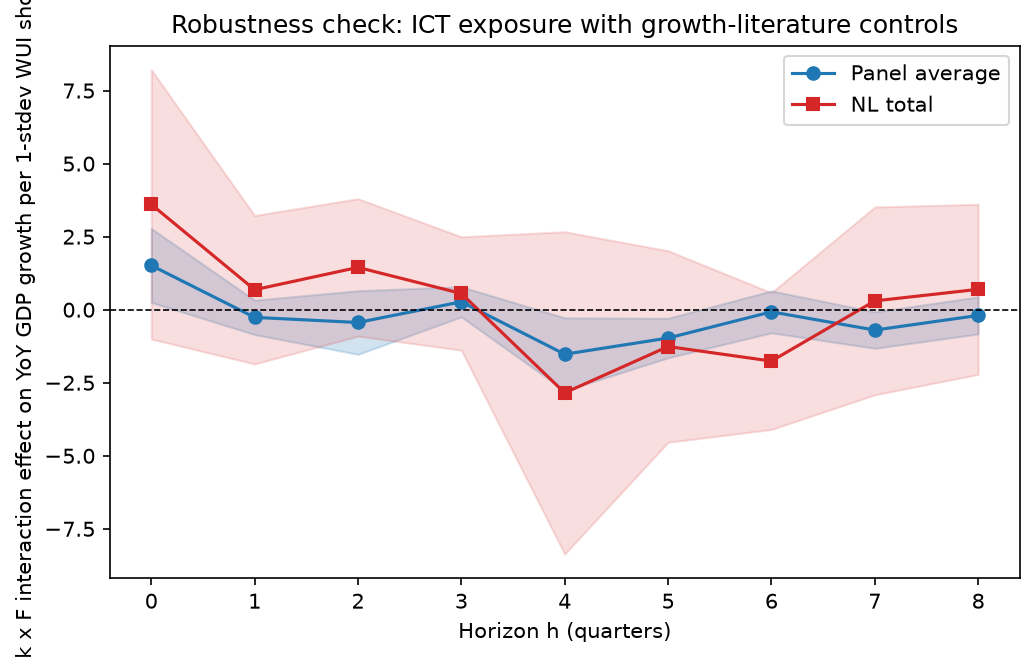 Robustness check: ICT exposure with growth-literature controls
k x F interaction effect on YoY GDP growth per 1-stdev WUI
Panel average
NL total
7.5
5.0
2.5
0.0
−2.5
−5.0
−7.5
0 1 2 3 4 5 6 7 8
Horizon h (quarters)